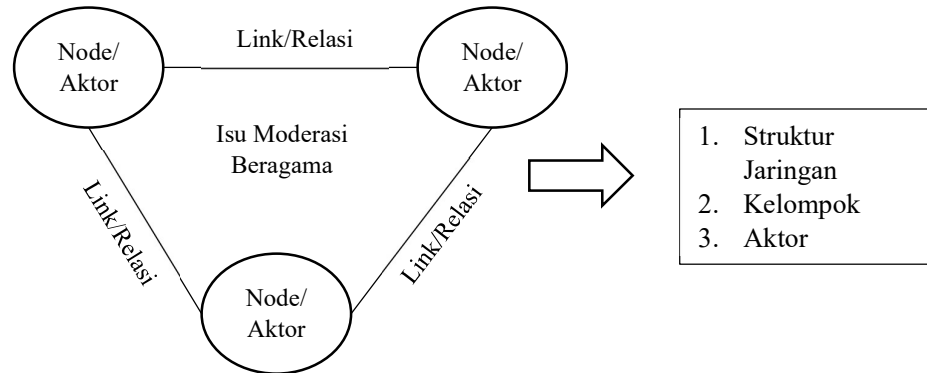 Link/Relasi
Node/
Aktor
Node/
Aktor
Isu Moderasi
Beragama
Link/Relasi
Link/Relasi
Node/
Aktor
1. Struktur
Jaringan
2. Kelompok
3. Aktor